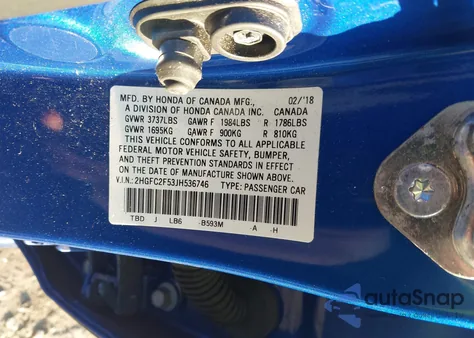 MFD. BY HONDA OF CANADA MFG., 02/'18
A DIVISION OF HONDA CANADA INC. CANADA
GVWR 3737LBS GAWR F 1984LBS R 1786LBS
GVWR 1695KG GAWR F 900KG R 810KG
THIS VEHICLE CONFORMS TO ALL APPLICABLE
FEDERAL MOTOR VEHICLE SAFETY, BUMPER,
AND THEFT PREVENTION STANDARDS IN EFFECT
ON THE DATE OF MANUFACTURE SHOWN ABOVE.
V.I.N.: 2HGFC2F53JH536746 TYPE: PASSENGER CAR
TBD J LB6 -B593M -A -H
autoSnap